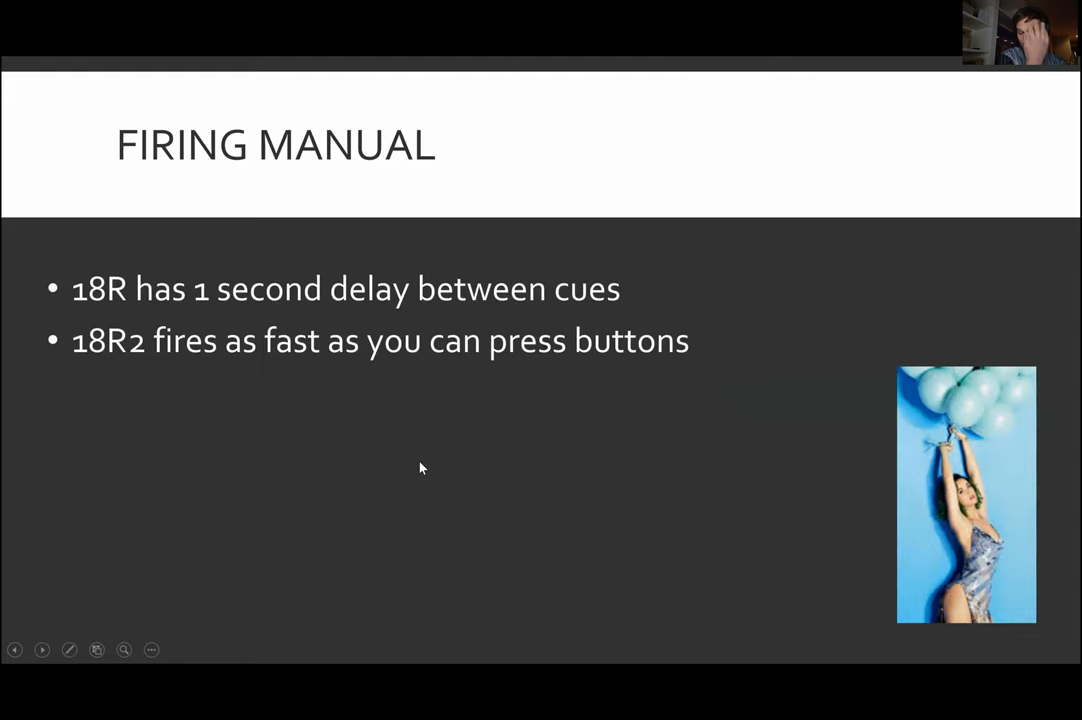 FIRING MANUAL
• 18R has 1 second delay between cues
• 18R2 fires as fast as you can press buttons